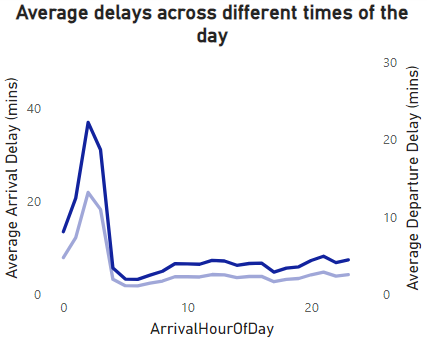 Average delays across different times of the
day
Average Arrival Delay (mins)
40
20
0
30
20
10
0
Average Departure Delay (mins)
0
10
20
ArrivalHourOfDay